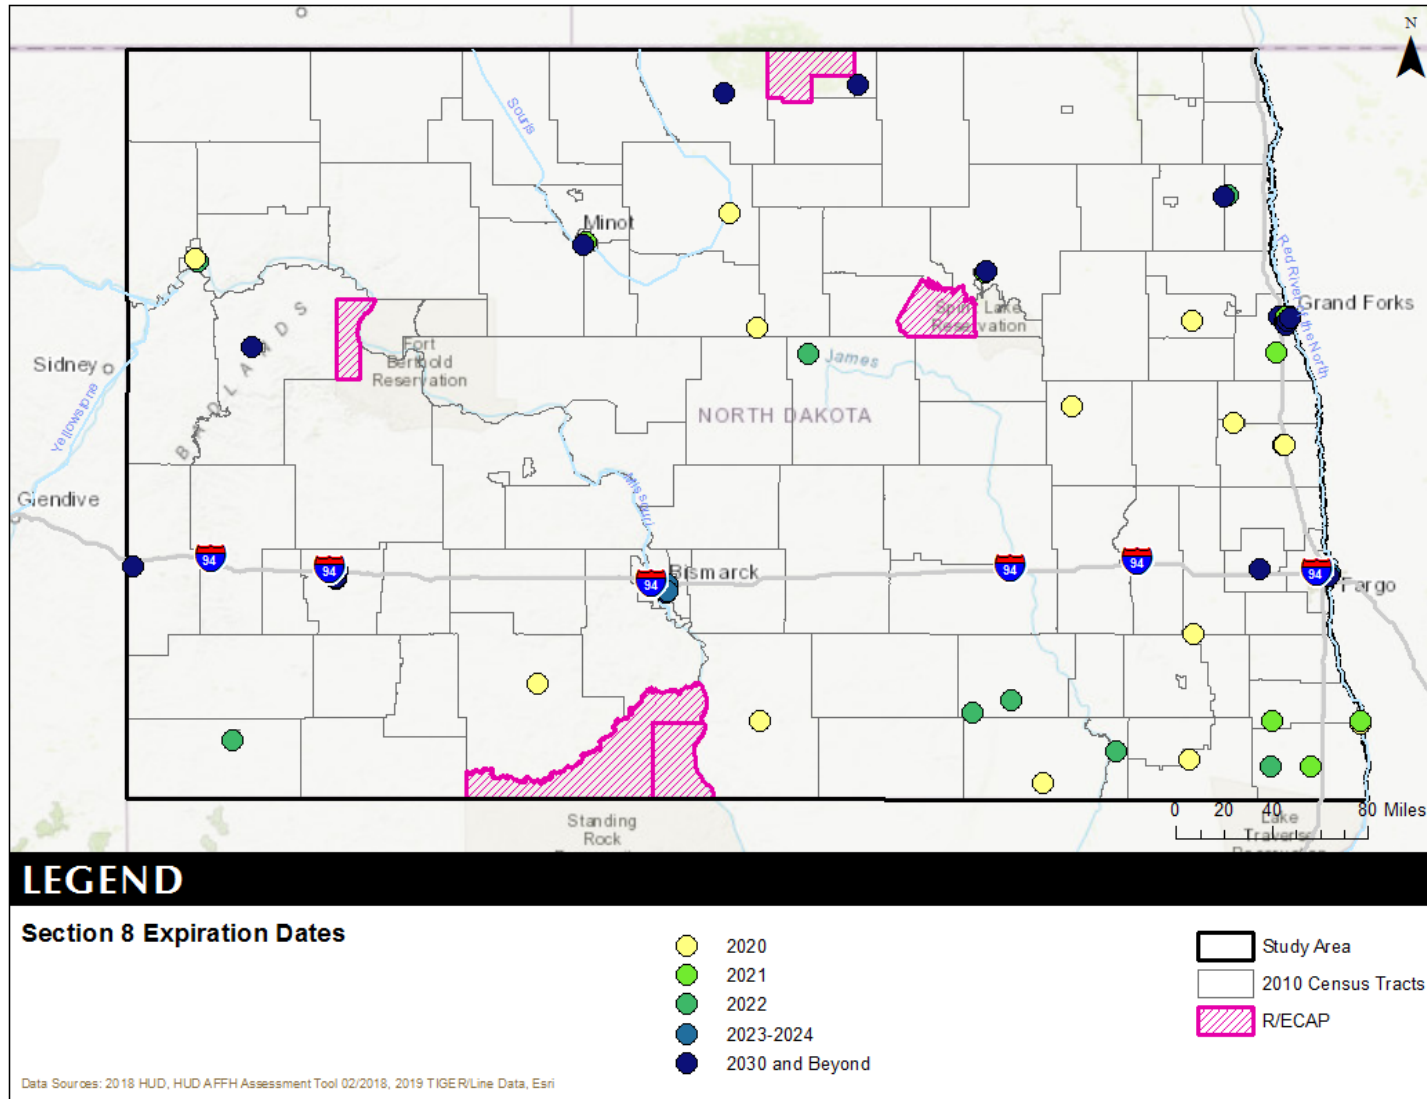 N
Souris
Minot
Red River of the North
Grand Forks
Spirit Lake
Reservation
BADLANDS
Fort
Berthold
Reservation
Sidney
James
Yellowstone
NORTH DAKOTA
Glendive
Missouri
94
94
94
Bismarck
94
94
94
Fargo
0 20 40 80 Miles
Standing
Rock
Lake
Traverse
LEGEND
Section 8 Expiration Dates
2020
2021
2022
2023-2024
2030 and Beyond
Study Area
2010 Census Tracts
R/ECAP
Data Sources: 2018 HUD, HUD AFFH Assessment Tool 02/2018, 2019 TIGER/Line Data, Esri